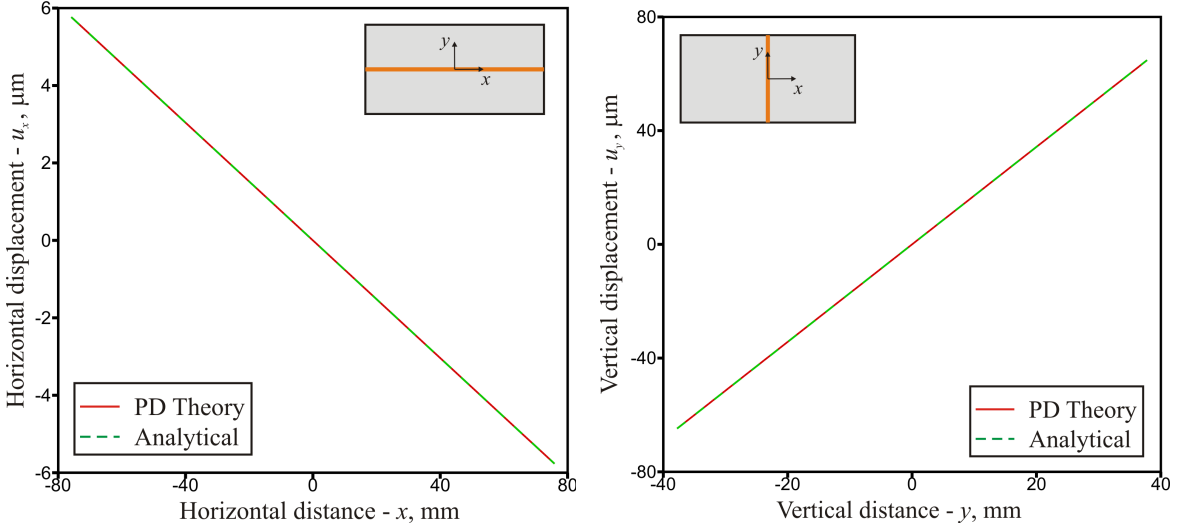 Horizontal displacement - uₓ, μm
6
4
2
0
-2
-4
-6
-80
-40
0
40
80
Horizontal distance - x, mm
y
x
PD Theory
Analytical
Vertical displacement - u_y, μm
80
40
0
-40
-80
-40
-20
0
20
40
Vertical distance - y, mm
y
x
PD Theory
Analytical